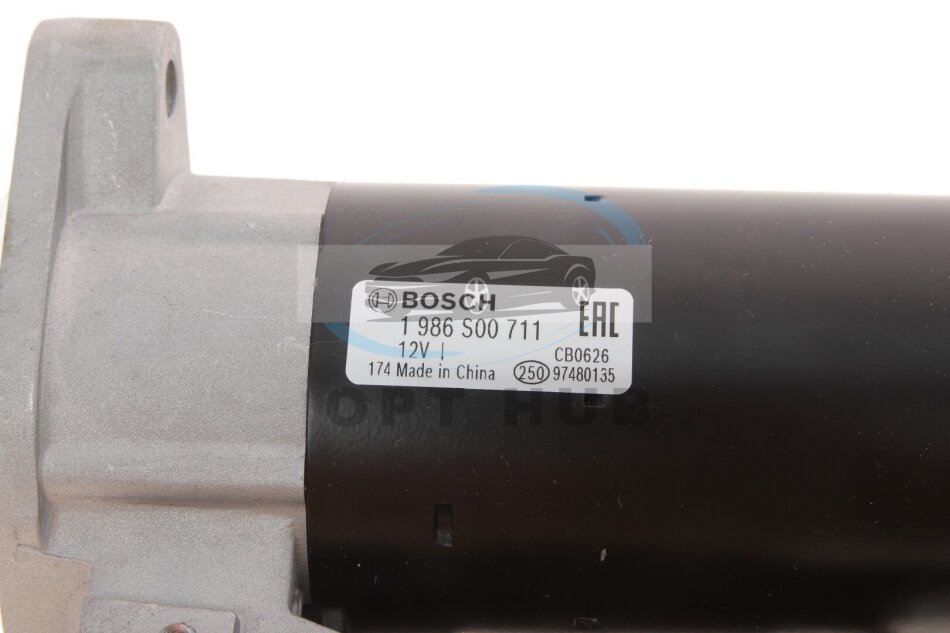 BOSCH
1 986 S00 711
EAC
12V |
CB0626
174 Made in China
250 97480135
OPT HUB